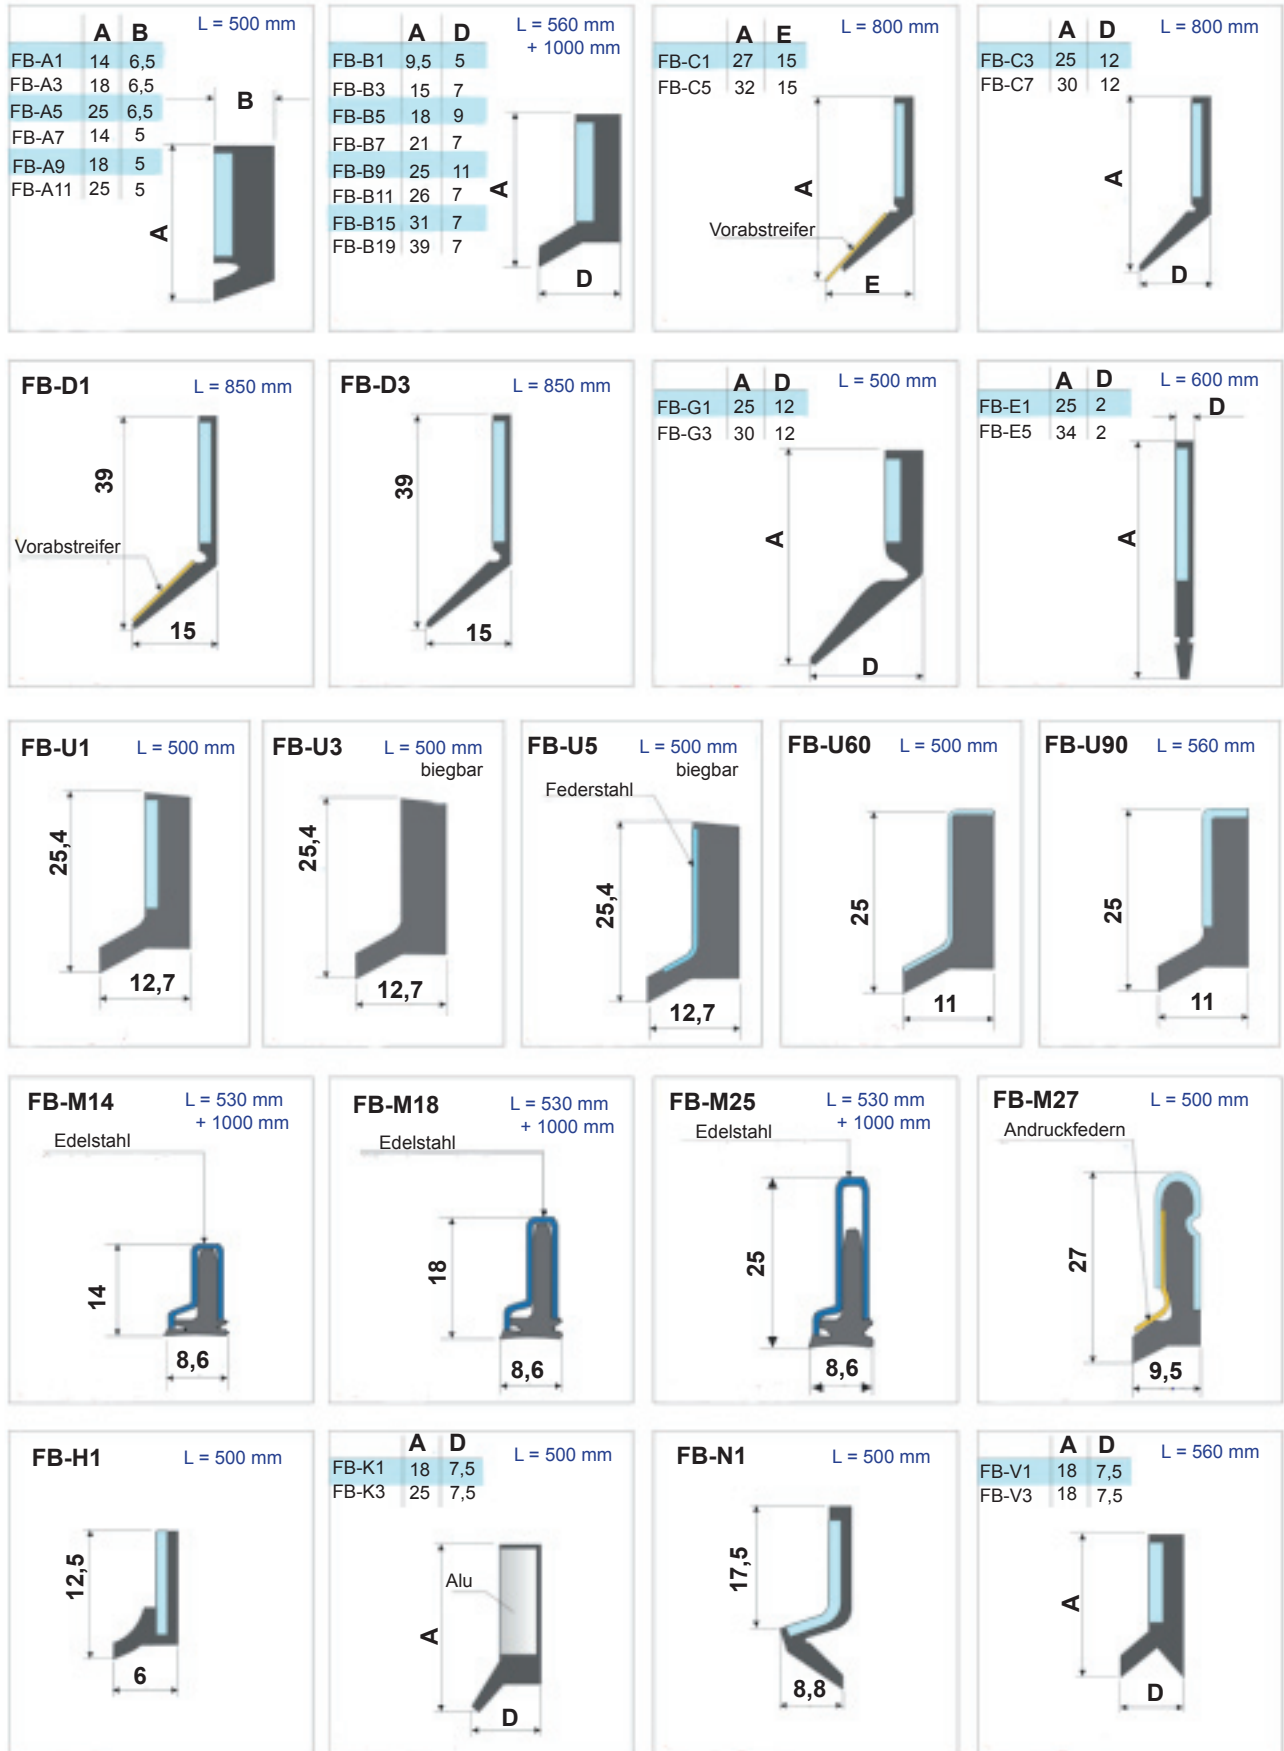 A B L = 500 mm
FB-A1 14 6,5
FB-A3 18 6,5
FB-A5 25 6,5
FB-A7 14 5
FB-A9 18 5
FB-A11 25 5
B
A
A D L = 560 mm
+ 1000 mm
FB-B1 9,5 5
FB-B3 15 7
FB-B5 18 9
FB-B7 21 7
FB-B9 25 11
FB-B11 26 7
FB-B15 31 7
FB-B19 39 7
A
D
A E L = 800 mm
FB-C1 27 15
FB-C5 32 15
A
Vorabstreifer
E
A D L = 800 mm
FB-C3 25 12
FB-C7 30 12
A
D
FB-D1 L = 850 mm
39
Vorabstreifer
15
FB-D3 L = 850 mm
39
15
A D L = 500 mm
FB-G1 25 12
FB-G3 30 12
A
D
A D L = 600 mm
FB-E1 25 2
FB-E5 34 2
D
A
FB-U1 L = 500 mm
25,4
12,7
FB-U3 L = 500 mm
biegbar
25,4
12,7
FB-U5 L = 500 mm
biegbar
Federstahl
25,4
12,7
FB-U60 L = 500 mm
25
11
FB-U90 L = 560 mm
25
11
FB-M14 L = 530 mm
+ 1000 mm
Edelstahl
14
8,6
FB-M18 L = 530 mm
+ 1000 mm
Edelstahl
18
8,6
FB-M25 L = 530 mm
+ 1000 mm
Edelstahl
25
8,6
FB-M27 L = 500 mm
Andruckfedern
27
9,5
FB-H1 L = 500 mm
12,5
6
A D L = 500 mm
FB-K1 18 7,5
FB-K3 25 7,5
Alu
A
D
FB-N1 L = 500 mm
17,5
8,8
A D L = 560 mm
FB-V1 18 7,5
FB-V3 18 7,5
A
D